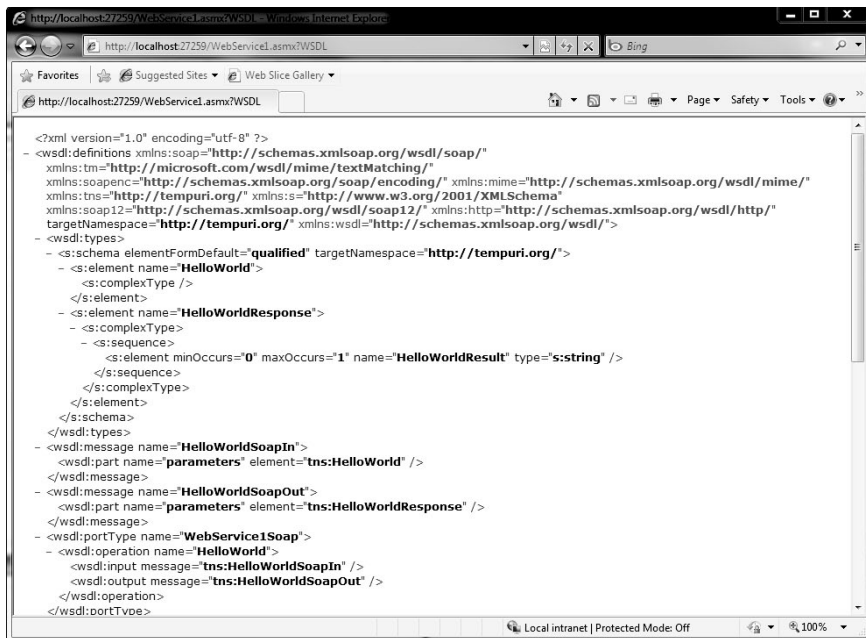 http://localhost:27259/WebService1.asmx?WSDL - Windows Internet Explorer
http://localhost:27259/WebService1.asmx?WSDL
Bing
Favorites
Suggested Sites
Web Slice Gallery
http://localhost:27259/WebService1.asmx?WSDL
Page
Safety
Tools
<?xml version="1.0" encoding="utf-8" ?>
- <wsdl:definitions xmlns:soap="http://schemas.xmlsoap.org/wsdl/soap/"
xmlns:tm="http://microsoft.com/wsdl/mime/textMatching/"
xmlns:soapenc="http://schemas.xmlsoap.org/soap/encoding/" xmlns:mime="http://schemas.xmlsoap.org/wsdl/mime/"
xmlns:tns="http://tempuri.org/" xmlns:s="http://www.w3.org/2001/XMLSchema"
xmlns:soap12="http://schemas.xmlsoap.org/wsdl/soap12/" xmlns:http="http://schemas.xmlsoap.org/wsdl/http/"
targetNamespace="http://tempuri.org/" xmlns:wsdl="http://schemas.xmlsoap.org/wsdl/">
- <wsdl:types>
- <s:schema elementFormDefault="qualified" targetNamespace="http://tempuri.org/">
- <s:element name="HelloWorld">
<s:complexType />
</s:element>
- <s:element name="HelloWorldResponse">
- <s:complexType>
- <s:sequence>
<s:element minOccurs="0" maxOccurs="1" name="HelloWorldResult" type="s:string" />
</s:sequence>
</s:complexType>
</s:element>
</s:schema>
</wsdl:types>
- <wsdl:message name="HelloWorldSoapIn">
<wsdl:part name="parameters" element="tns:HelloWorld" />
</wsdl:message>
- <wsdl:message name="HelloWorldSoapOut">
<wsdl:part name="parameters" element="tns:HelloWorldResponse" />
</wsdl:message>
- <wsdl:portType name="WebService1Soap">
- <wsdl:operation name="HelloWorld">
<wsdl:input message="tns:HelloWorldSoapIn" />
<wsdl:output message="tns:HelloWorldSoapOut" />
</wsdl:operation>
</wsdl:portType>
Local intranet | Protected Mode: Off
100%